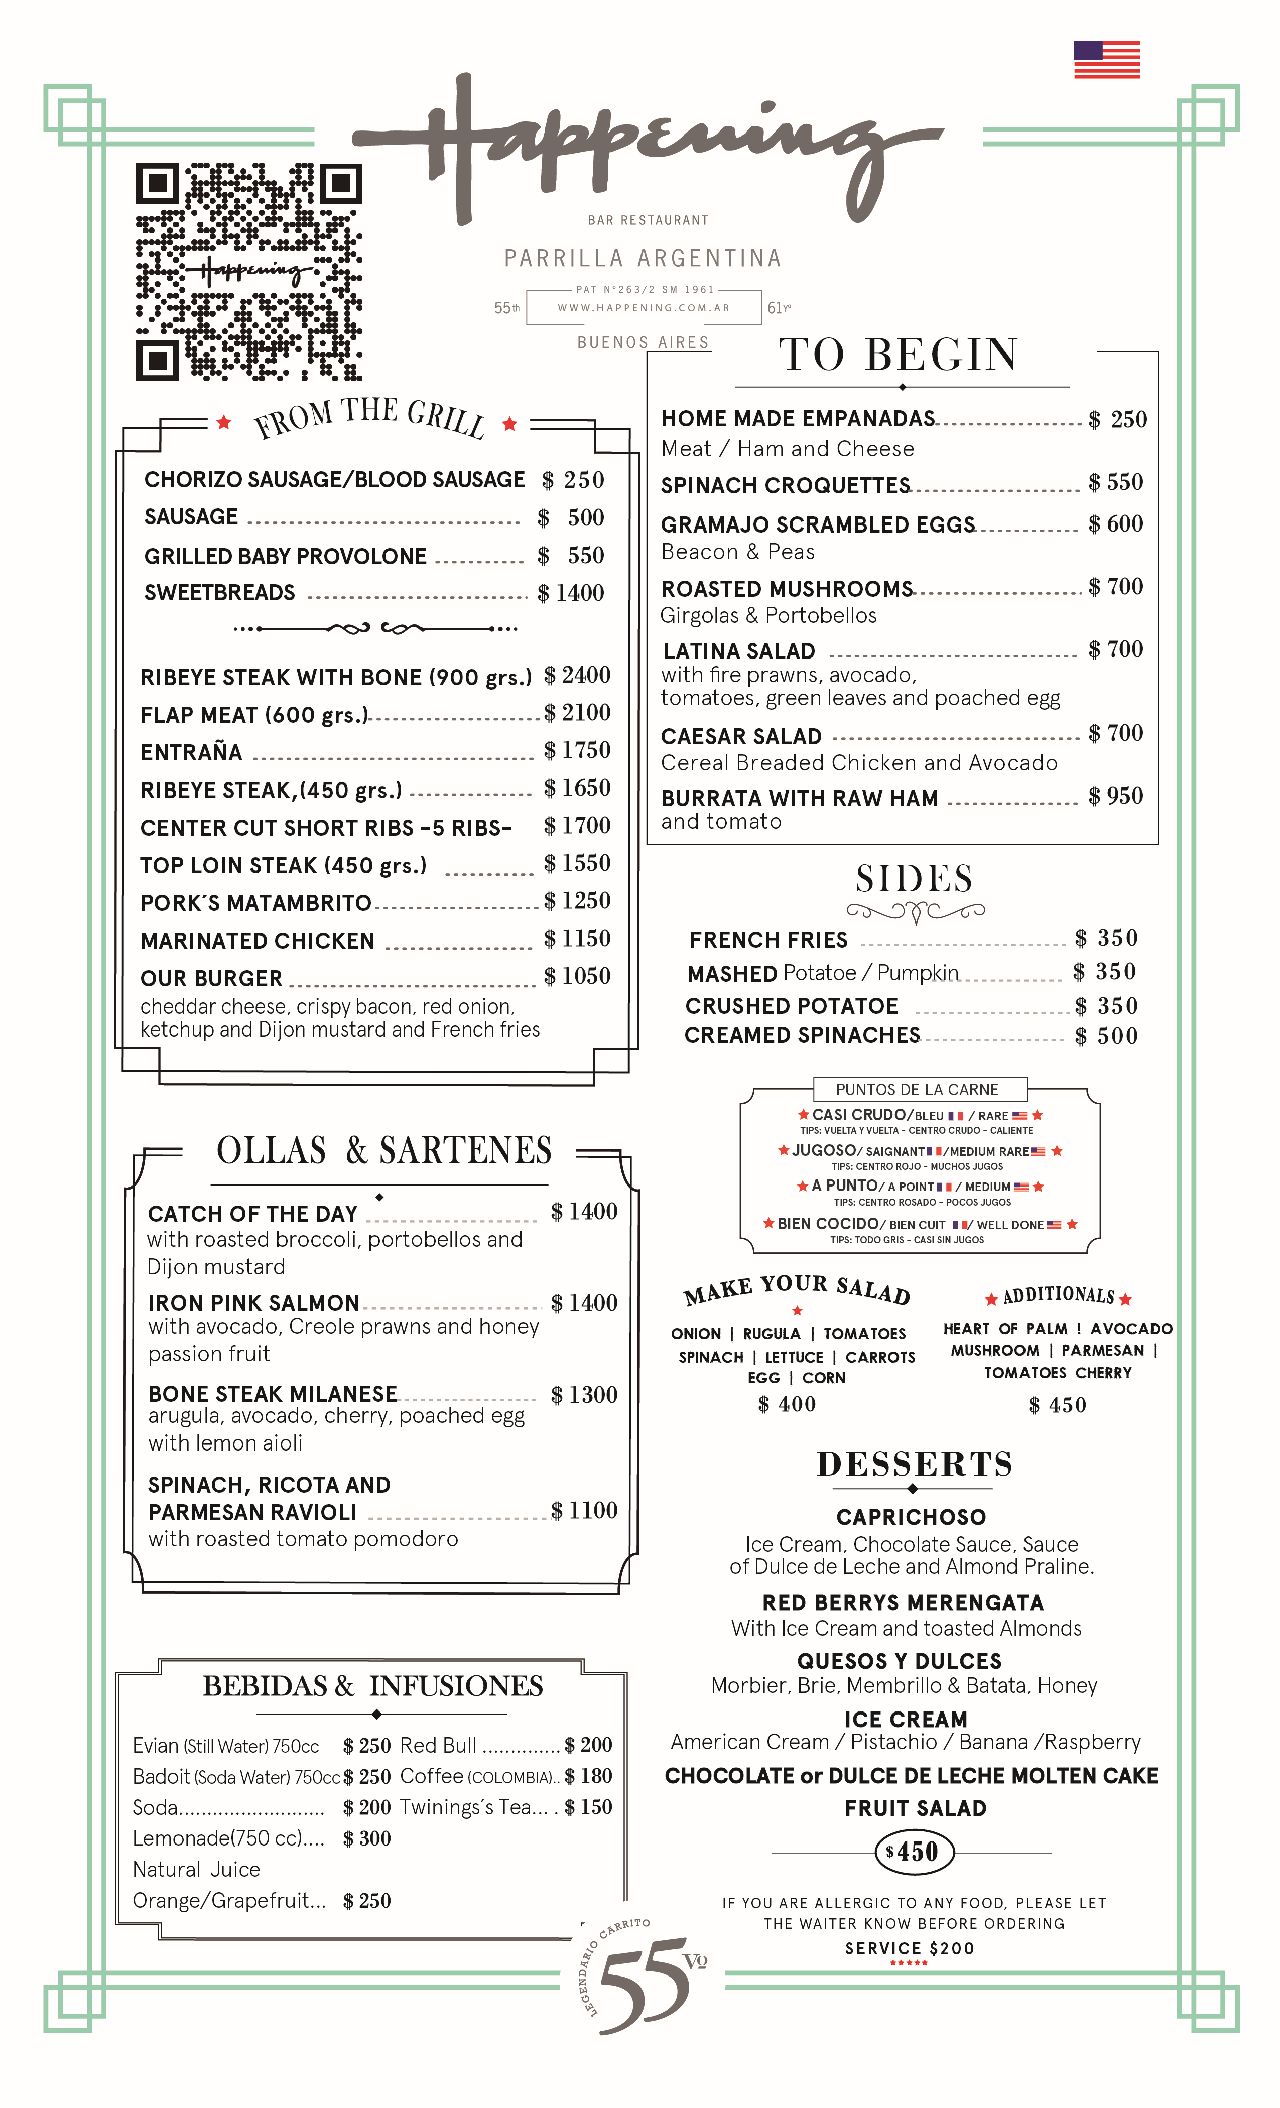 Happening
BAR RESTAURANT
PARRILLA ARGENTINA
PAT N°263/2 SM 1961
55th WWW.HAPPENING.COM.AR 61Yº
BUENOS AIRES
Happening
FROM THE GRILL
CHORIZO SAUSAGE/BLOOD SAUSAGE $ 250
SAUSAGE $ 500
GRILLED BABY PROVOLONE $ 550
SWEETBREADS $ 1400
RIBEYE STEAK WITH BONE (900 grs.) $ 2400
FLAP MEAT (600 grs.) $ 2100
ENTRAÑA $ 1750
RIBEYE STEAK,(450 grs.) $ 1650
CENTER CUT SHORT RIBS -5 RIBS- $ 1700
TOP LOIN STEAK (450 grs.) $ 1550
PORK´S MATAMBRITO $ 1250
MARINATED CHICKEN $ 1150
OUR BURGER $ 1050
cheddar cheese, crispy bacon, red onion,
ketchup and Dijon mustard and French fries
OLLAS & SARTENES
CATCH OF THE DAY $ 1400
with roasted broccoli, portobellos and
Dijon mustard
IRON PINK SALMON $ 1400
with avocado, Creole prawns and honey
passion fruit
BONE STEAK MILANESE $ 1300
arugula, avocado, cherry, poached egg
with lemon aioli
SPINACH, RICOTA AND
PARMESAN RAVIOLI $ 1100
with roasted tomato pomodoro
BEBIDAS & INFUSIONES
Evian (Still Water) 750cc $ 250
Badoit (Soda Water) 750cc $ 250
Soda.......................... $ 200
Lemonade(750 cc).... $ 300
Natural Juice
Orange/Grapefruit... $ 250
Red Bull .............. $ 200
Coffee (COLOMBIA).. $ 180
Twinings´s Tea... . $ 150
TO BEGIN
HOME MADE EMPANADAS $ 250
Meat / Ham and Cheese
SPINACH CROQUETTES $ 550
GRAMAJO SCRAMBLED EGGS $ 600
Beacon & Peas
ROASTED MUSHROOMS $ 700
Girgolas & Portobellos
LATINA SALAD $ 700
with fire prawns, avocado,
tomatoes, green leaves and poached egg
CAESAR SALAD $ 700
Cereal Breaded Chicken and Avocado
BURRATA WITH RAW HAM $ 950
and tomato
SIDES
FRENCH FRIES $ 350
MASHED Potatoe / Pumpkin $ 350
CRUSHED POTATOE $ 350
CREAMED SPINACHES $ 500
PUNTOS DE LA CARNE
CASI CRUDO/BLEU / RARE
TIPS: VUELTA Y VUELTA - CENTRO CRUDO - CALIENTE
JUGOSO/ SAIGNANT /MEDIUM RARE
TIPS: CENTRO ROJO - MUCHOS JUGOS
A PUNTO/ A POINT / MEDIUM
TIPS: CENTRO ROSADO - POCOS JUGOS
BIEN COCIDO/ BIEN CUIT / WELL DONE
TIPS: TODO GRIS - CASI SIN JUGOS
MAKE YOUR SALAD
ONION | RUGULA | TOMATOES
SPINACH | LETTUCE | CARROTS
EGG | CORN
$ 400
ADDITIONALS
HEART OF PALM ! AVOCADO
MUSHROOM | PARMESAN |
TOMATOES CHERRY
$ 450
DESSERTS
CAPRICHOSO
Ice Cream, Chocolate Sauce, Sauce
of Dulce de Leche and Almond Praline.
RED BERRYS MERENGATA
With Ice Cream and toasted Almonds
QUESOS Y DULCES
Morbier, Brie, Membrillo & Batata, Honey
ICE CREAM
American Cream / Pistachio / Banana /Raspberry
CHOCOLATE or DULCE DE LECHE MOLTEN CAKE
FRUIT SALAD
$ 450
IF YOU ARE ALLERGIC TO ANY FOOD, PLEASE LET
THE WAITER KNOW BEFORE ORDERING
SERVICE $200
LEGENDARIO CARRITO
55 Vº